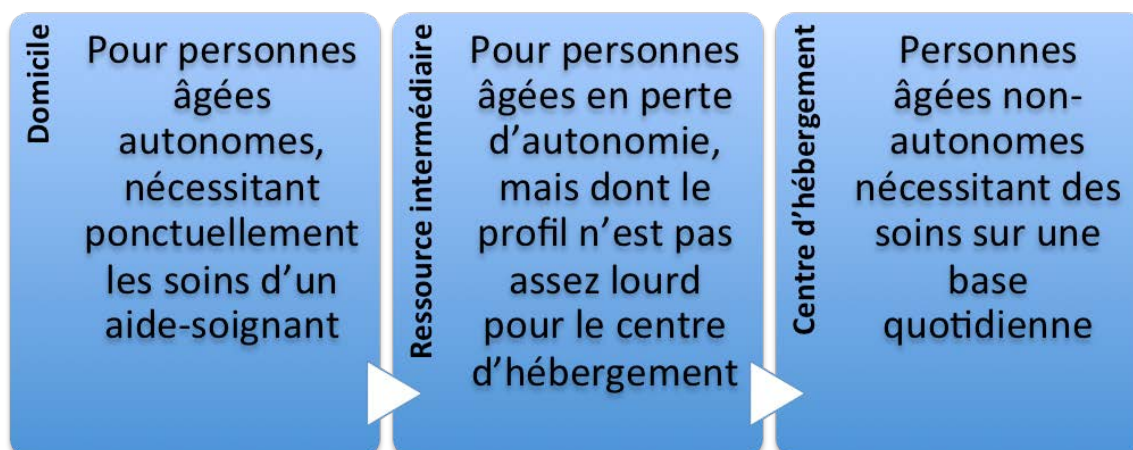 Domicile
Pour personnes
âgées
autonomes,
nécessitant
ponctuellement
les soins d'un
aide-soignant
Ressource intermédiaire
Pour personnes
âgées en perte
d'autonomie,
mais dont le
profil n'est pas
assez lourd
pour le centre
d'hébergement
Centre d'hébergement
Personnes
âgées non-
autonomes
nécessitant des
soins sur une
base
quotidienne